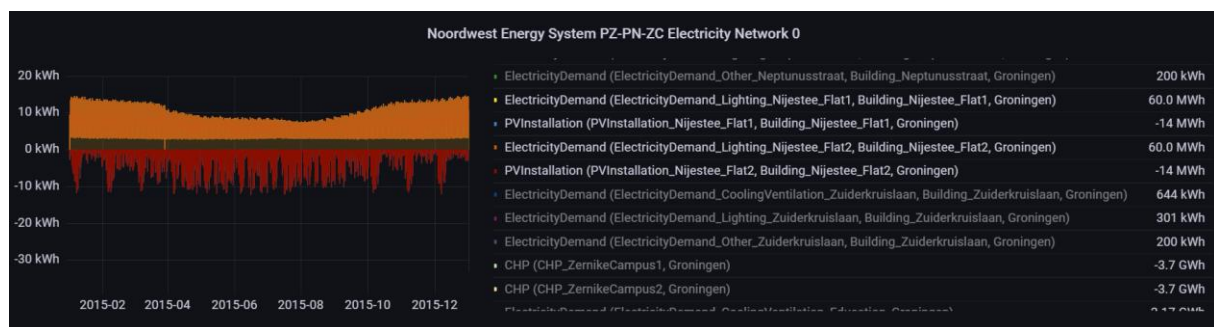 Noordwest Energy System PZ-PN-ZC Electricity Network 0
20 kWh
10 kWh
0 kWh
-10 kWh
-20 kWh
-30 kWh
2015-02 2015-04 2015-06 2015-08 2015-10 2015-12
ElectricityDemand (ElectricityDemand_Other_Neptunusstraat, Building_Neptunusstraat, Groningen) 200 kWh
ElectricityDemand (ElectricityDemand_Lighting_Nijestee_Flat1, Building_Nijestee_Flat1, Groningen) 60.0 MWh
PVInstallation (PVInstallation_Nijestee_Flat1, Building_Nijestee_Flat1, Groningen) -14 MWh
ElectricityDemand (ElectricityDemand_Lighting_Nijestee_Flat2, Building_Nijestee_Flat2, Groningen) 60.0 MWh
PVInstallation (PVInstallation_Nijestee_Flat2, Building_Nijestee_Flat2, Groningen) -14 MWh
ElectricityDemand (ElectricityDemand_CoolingVentilation_Zuiderkruislaan, Building_Zuiderkruislaan, Groningen) 644 kWh
ElectricityDemand (ElectricityDemand_Lighting_Zuiderkruislaan, Building_Zuiderkruislaan, Groningen) 301 kWh
ElectricityDemand (ElectricityDemand_Other_Zuiderkruislaan, Building_Zuiderkruislaan, Groningen) 200 kWh
CHP (CHP_ZernikeCampus1, Groningen) -3.7 GWh
CHP (CHP_ZernikeCampus2, Groningen) -3.7 GWh